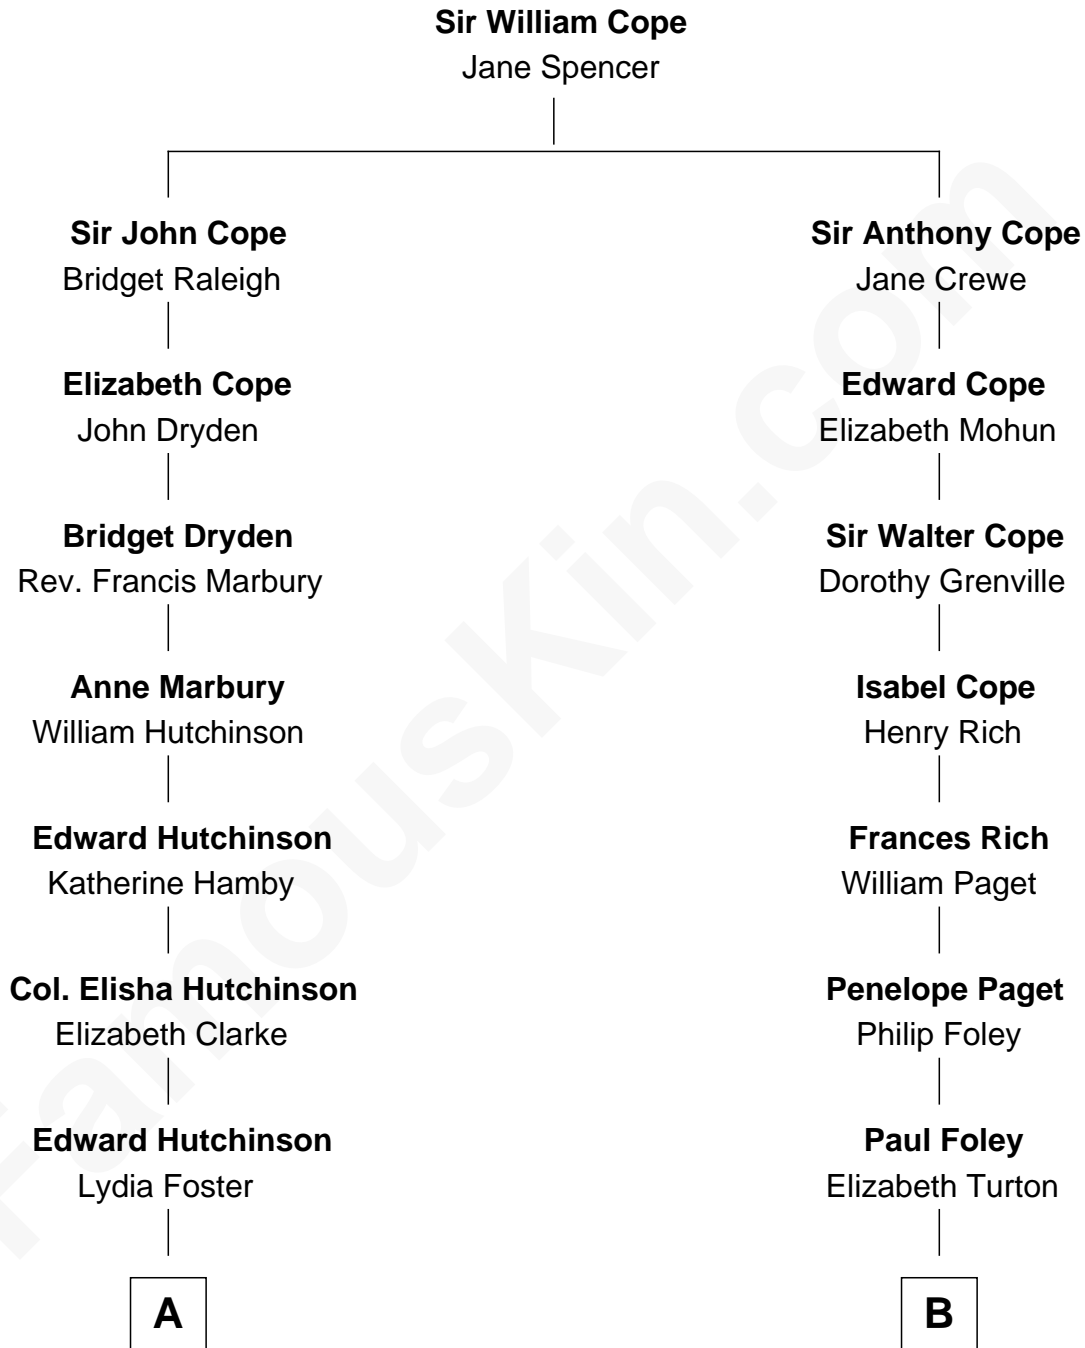 Sir William Cope
Jane Spencer
Sir John Cope
Bridget Raleigh
Elizabeth Cope
John Dryden
Bridget Dryden
Rev. Francis Marbury
Anne Marbury
William Hutchinson
Edward Hutchinson
Katherine Hamby
Col. Elisha Hutchinson
Elizabeth Clarke
Edward Hutchinson
Lydia Foster
A
Sir Anthony Cope
Jane Crewe
Edward Cope
Elizabeth Mohun
Sir Walter Cope
Dorothy Grenville
Isabel Cope
Henry Rich
Frances Rich
William Paget
Penelope Paget
Philip Foley
Paul Foley
Elizabeth Turton
B
FamousKin.com